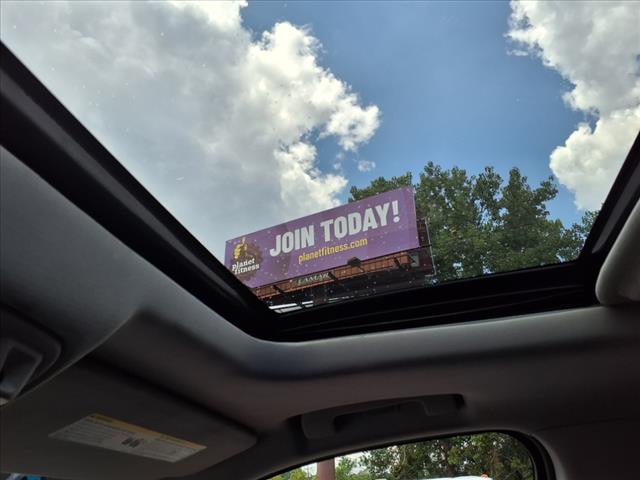 JOIN TODAY!
planetfitness.com
planet
fitness
LAMAR